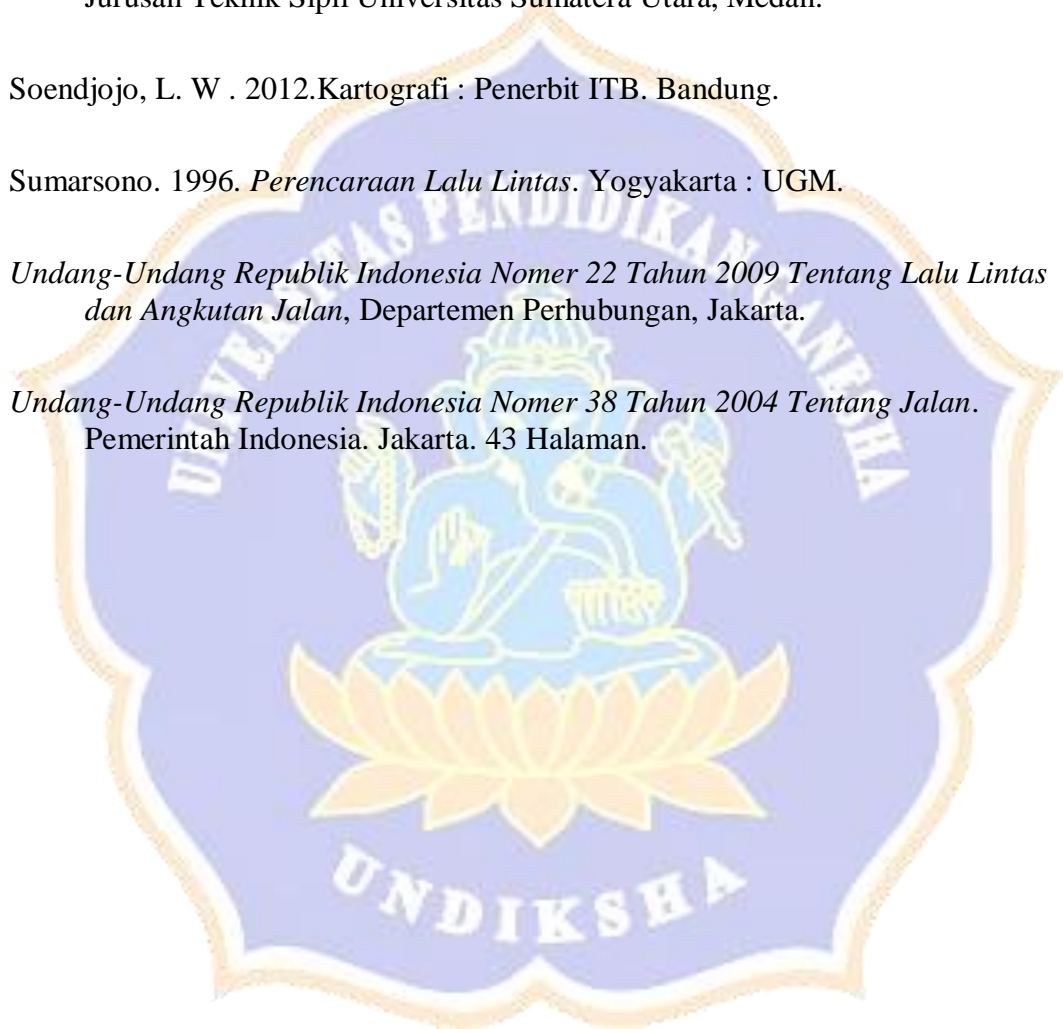 Jurusan Teknik Sipil Universitas Sumatera Utara, Medan.
Soendjojo, L. W . 2012.Kartografi : Penerbit ITB. Bandung.
Sumarsono. 1996. Perencaraan Lalu Lintas. Yogyakarta : UGM.
Undang-Undang Republik Indonesia Nomer 22 Tahun 2009 Tentang Lalu Lintas
dan Angkutan Jalan, Departemen Perhubungan, Jakarta.
Undang-Undang Republik Indonesia Nomer 38 Tahun 2004 Tentang Jalan.
Pemerintah Indonesia. Jakarta. 43 Halaman.
UNIVERSITAS PENDIDIKAN GANESHA
UNDIKSHA